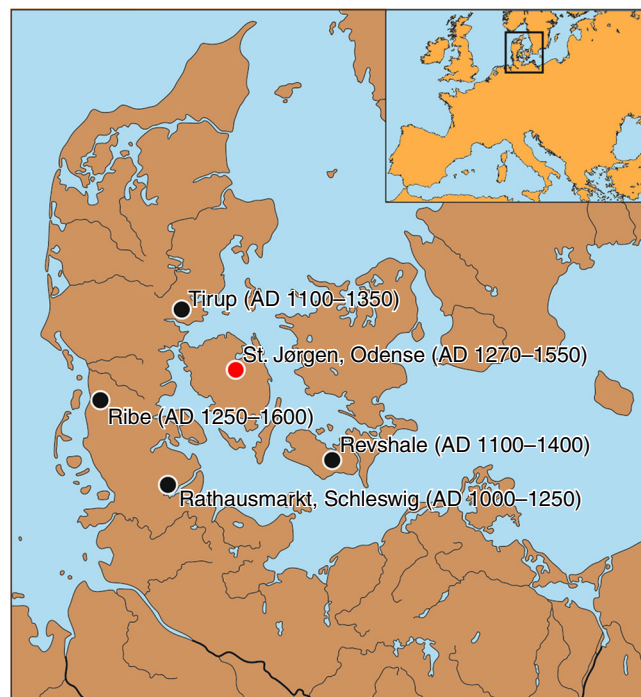 Tirup (AD 1100–1350)
St. Jørgen, Odense (AD 1270–1550)
Ribe (AD 1250–1600)
Revshale (AD 1100–1400)
Rathausmarkt, Schleswig (AD 1000–1250)